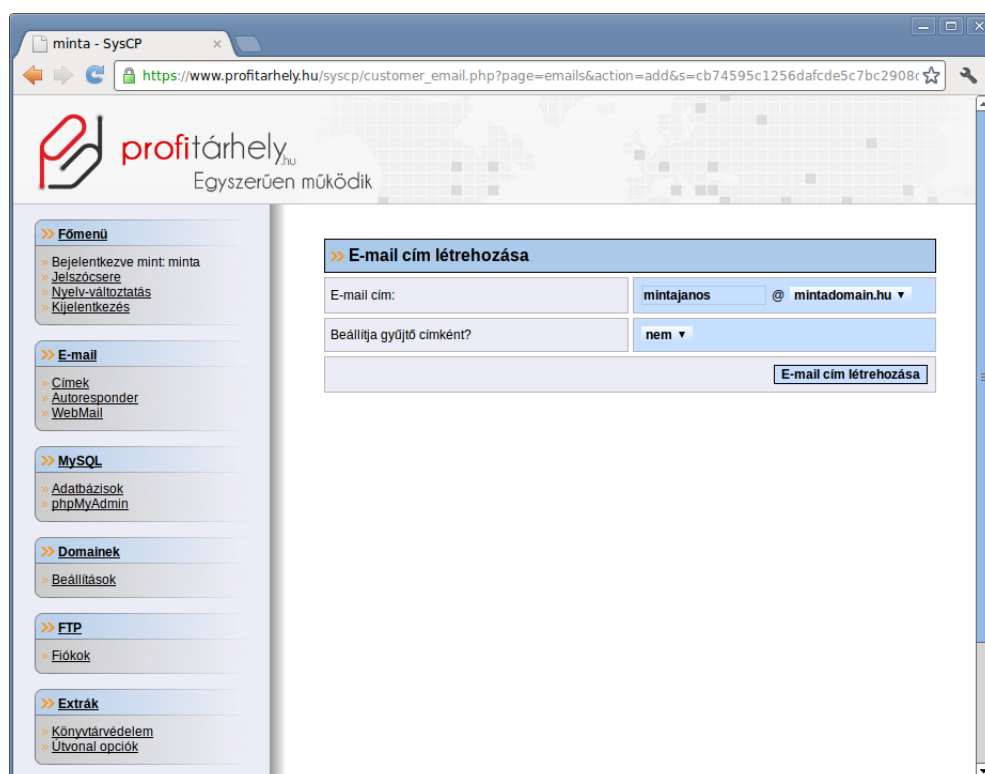 minta - SysCP
https://www.profitarhely.hu/syscp/customer_email.php?page=emails&action=add&s=cb74595c1256dafcde5c7bc2908c
profitárhely.hu
Egyszerűen működik
Főmenü
Bejelentkezve mint: minta
Jelszócsere
Nyelv-változtatás
Kijelentkezés
E-mail
Címek
Autoresponder
WebMail
MySQL
Adatbázisok
phpMyAdmin
Domainek
Beállítások
FTP
Fiókok
Extrák
Könyvtárvédelem
Útvonal opciók
E-mail cím létrehozása
E-mail cím: mintajanos @ mintadomain.hu
Beállítja gyűjtő címként? nem
E-mail cím létrehozása